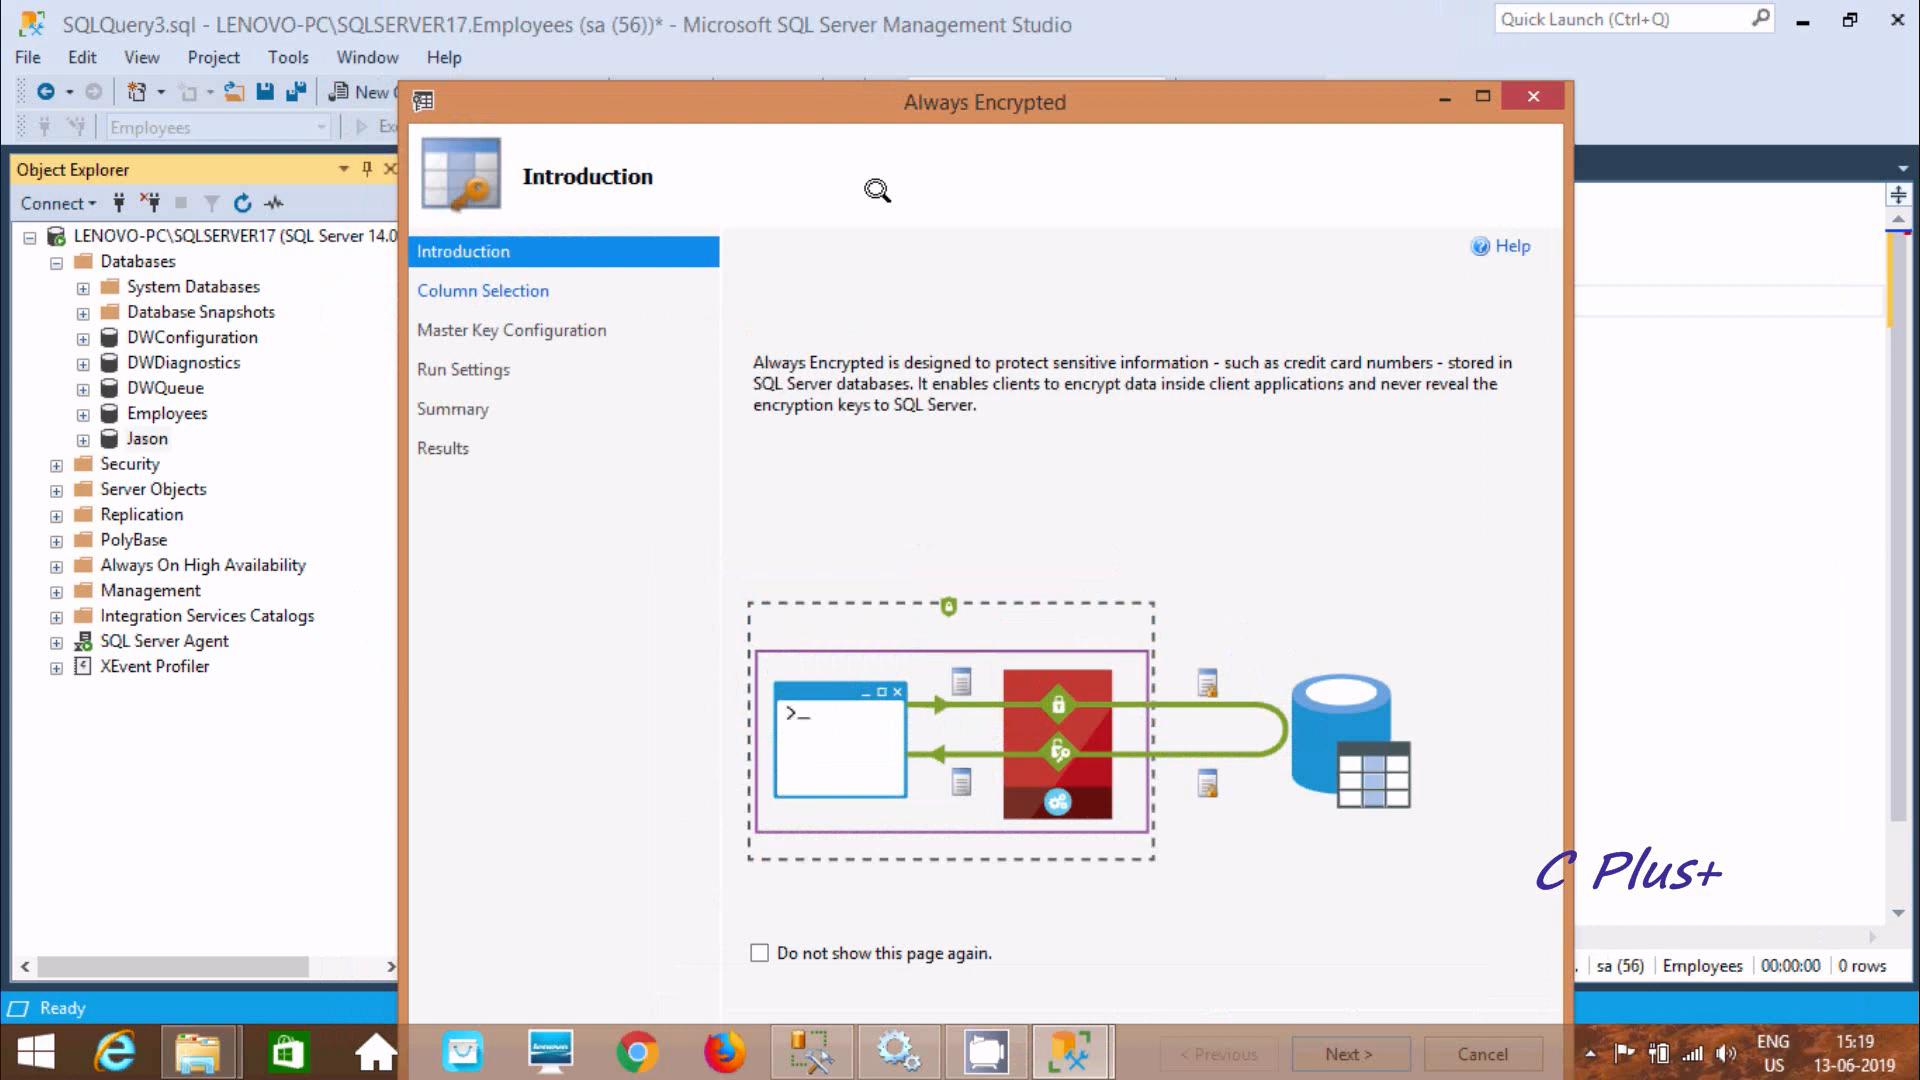 SQLQuery3.sql - LENOVO-PC\SQLSERVER17.Employees (sa (56))* - Microsoft SQL Server Management Studio
Quick Launch (Ctrl+Q)
File Edit View Project Tools Window Help
New
Employees
Always Encrypted
Object Explorer
Connect
LENOVO-PC\SQLSERVER17 (SQL Server 14.0
Databases
System Databases
Database Snapshots
DWConfiguration
DWDiagnostics
DWQueue
Employees
Jason
Security
Server Objects
Replication
PolyBase
Always On High Availability
Management
Integration Services Catalogs
SQL Server Agent
XEvent Profiler
Introduction
Introduction
Column Selection
Master Key Configuration
Run Settings
Summary
Results
Help
Always Encrypted is designed to protect sensitive information - such as credit card numbers - stored in
SQL Server databases. It enables clients to encrypt data inside client applications and never reveal the
encryption keys to SQL Server.
>_
C Plus+
Do not show this page again.
sa (56) Employees 00:00:00 0 rows
Ready
< Previous
Next >
Cancel
ENG
US
15:19
13-06-2019